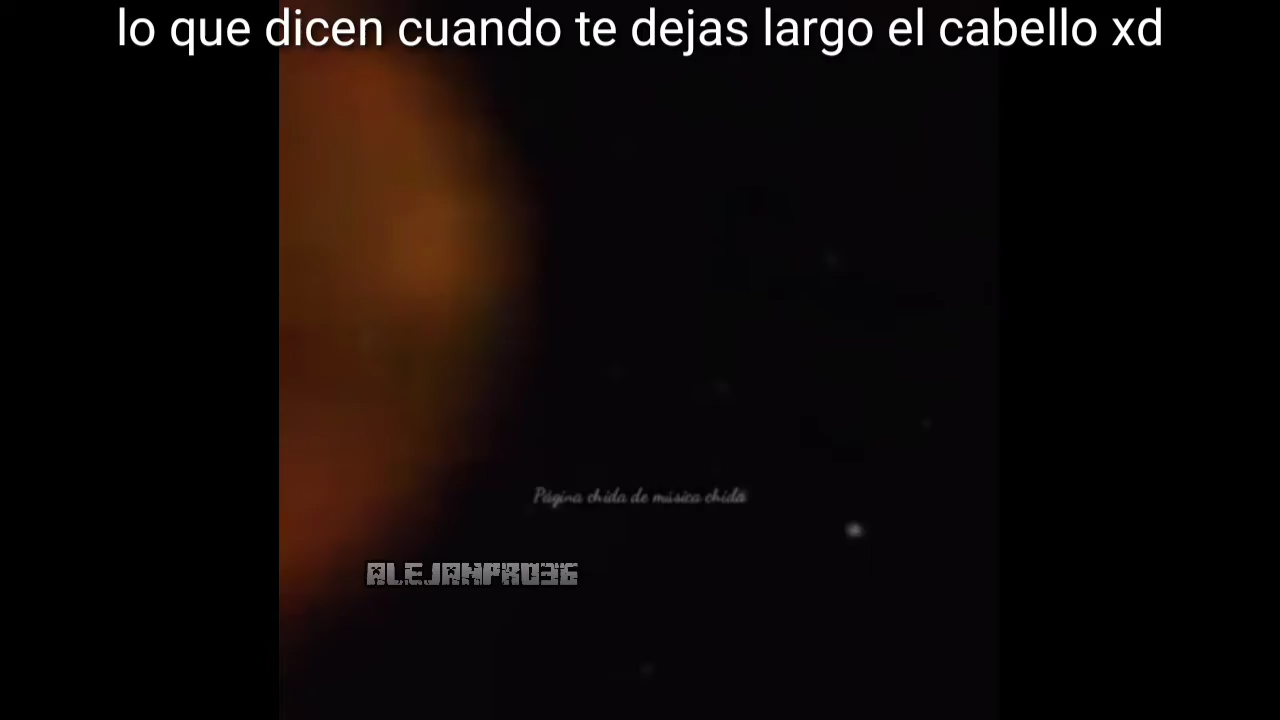 lo que dicen cuando te dejas largo el cabello xd
Página chida de música chida
ALEJANPRO36